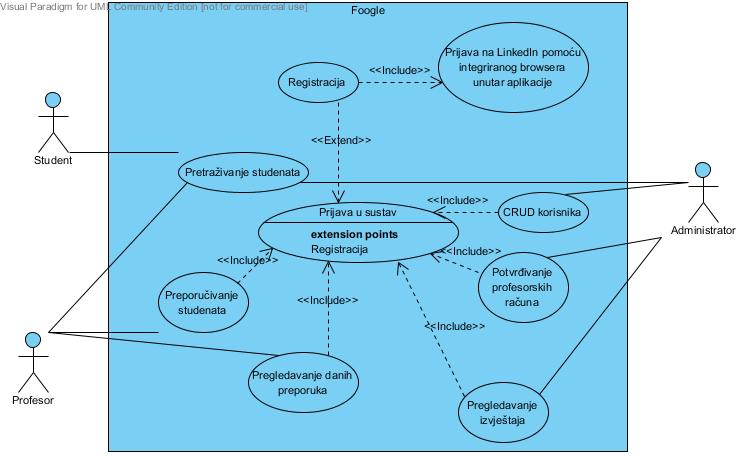 Visual Paradigm for UML Community Edition [not for commercial use]
Foogle
Prijava na LinkedIn pomoću
integriranog browsera
unutar aplikacije
<<Include>>
Registracija
<<Extend>>
Student
Pretraživanje studenata
Administrator
<<Include>>
CRUD korisnika
Prijava u sustav
extension points
Registracija
<<Include>>
<<Include>>
Potvrđivanje
profesorskih
računa
Preporučivanje
studenata
<<Include>>
<<Include>>
Profesor
Pregledavanje danih
preporuka
Pregledavanje
izvještaja